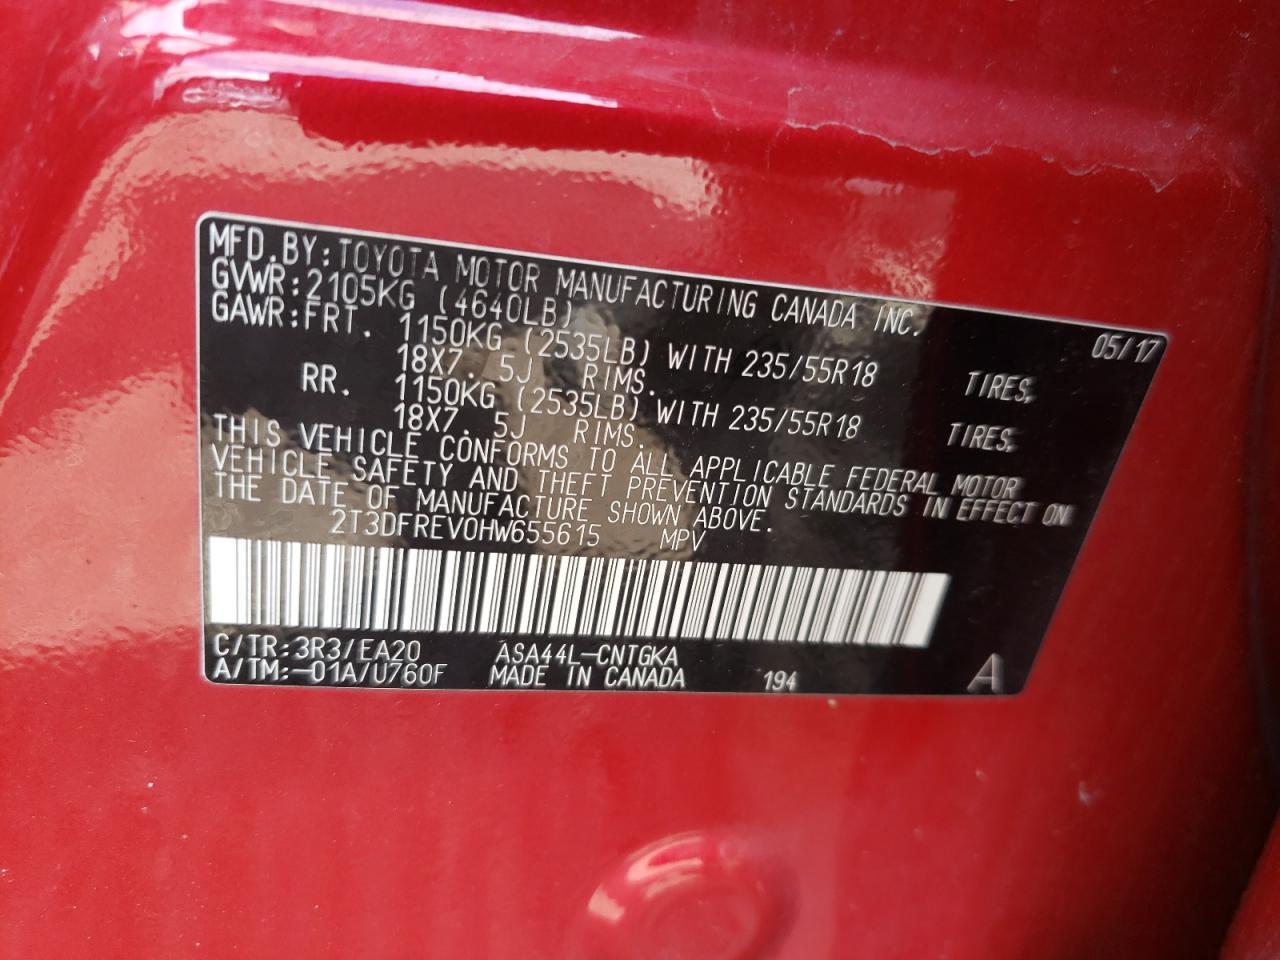 MFD.BY:TOYOTA MOTOR MANUFACTURING CANADA INC. 05/17
GVWR:2105KG (4640LB)
GAWR:FRT. 1150KG (2535LB) WITH 235/55R18 TIRES,
18X7.5J RIMS.
RR. 1150KG (2535LB) WITH 235/55R18 TIRES,
18X7.5J RIMS.
THIS VEHICLE CONFORMS TO ALL APPLICABLE FEDERAL MOTOR
VEHICLE SAFETY AND THEFT PREVENTION STANDARDS IN EFFECT ON
THE DATE OF MANUFACTURE SHOWN ABOVE.
2T3DFREV0HW655615 MPV
C/TR:3R3/EA20 ASA44L-CNTGKA
A/TM:-01A/U760F MADE IN CANADA 194 A